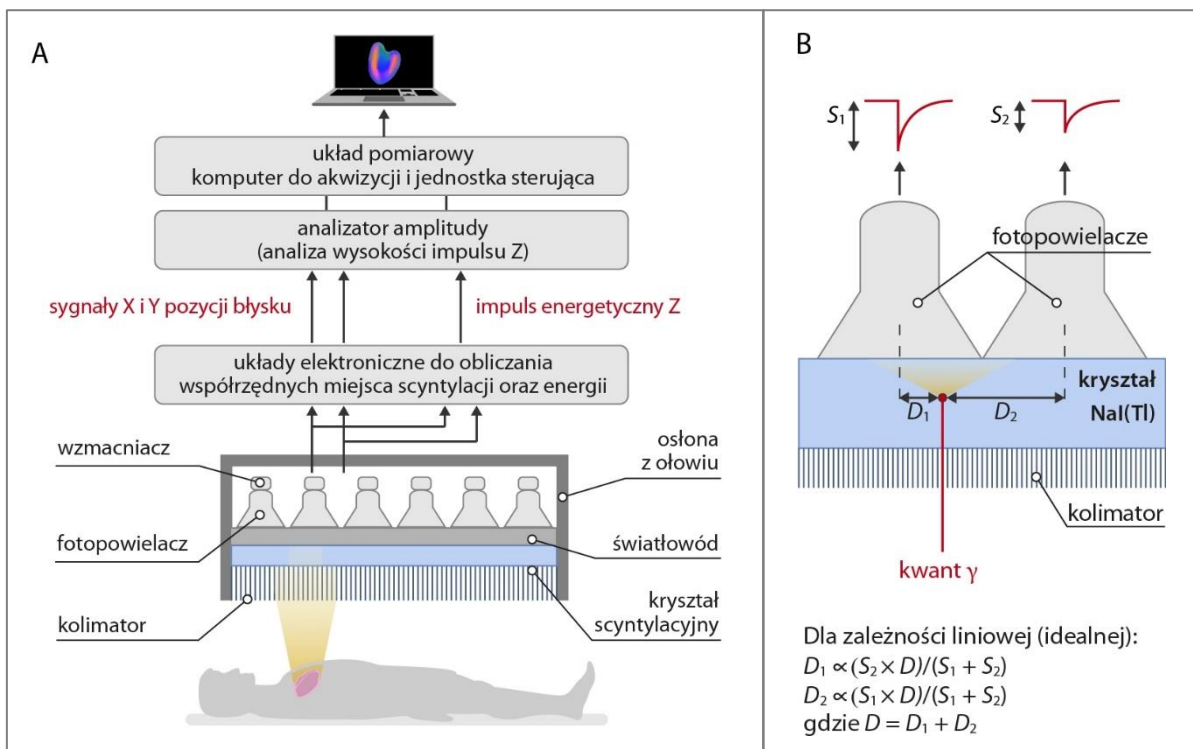 A
układ pomiarowy
komputer do akwizycji i jednostka sterująca
analizator amplitudy
(analiza wysokości impulsu Z)
sygnały X i Y pozycji błysku
impuls energetyczny Z
układy elektroniczne do obliczania
współrzędnych miejsca scyntylacji oraz energii
wzmacniacz
osłona
z ołowiu
fotopowielacz
światłowód
kolimator
kryształ
scyntylacyjny
B
S₁
S₂
fotopowielacze
kryształ
NaI(Tl)
D₁
D₂
kolimator
kwant γ
Dla zależności liniowej (idealnej):
D₁ ∝ (S₂ × D)/(S₁ + S₂)
D₂ ∝ (S₁ × D)/(S₁ + S₂)
gdzie D = D₁ + D₂